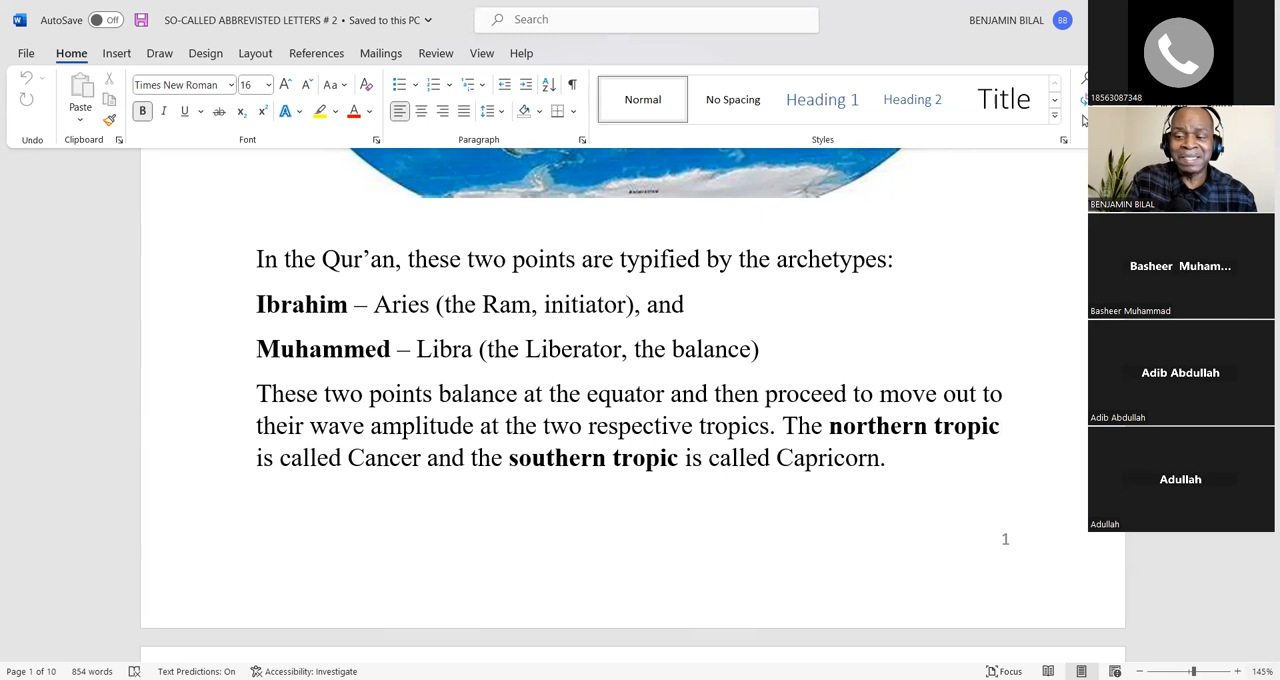 AutoSave Off SO-CALLED ABBREVISTED LETTERS # 2 • Saved to this PC Search BENJAMIN BILAL BB
File Home Insert Draw Design Layout References Mailings Review View Help
Times New Roman 16 Aa
Paste
B I U ab x₂ x² A A
Normal No Spacing Heading 1 Heading 2 Title
Undo Clipboard Font Paragraph Styles
18563087348
BENJAMIN BILAL
Basheer Muham...
Basheer Muhammad
Adib Abdullah
Adib Abdullah
Adullah
Adullah
In the Qur’an, these two points are typified by the archetypes:
Ibrahim – Aries (the Ram, initiator), and
Muhammed – Libra (the Liberator, the balance)
These two points balance at the equator and then proceed to move out to
their wave amplitude at the two respective tropics. The northern tropic
is called Cancer and the southern tropic is called Capricorn.
1
Page 1 of 10 854 words Text Predictions: On Accessibility: Investigate Focus 145%